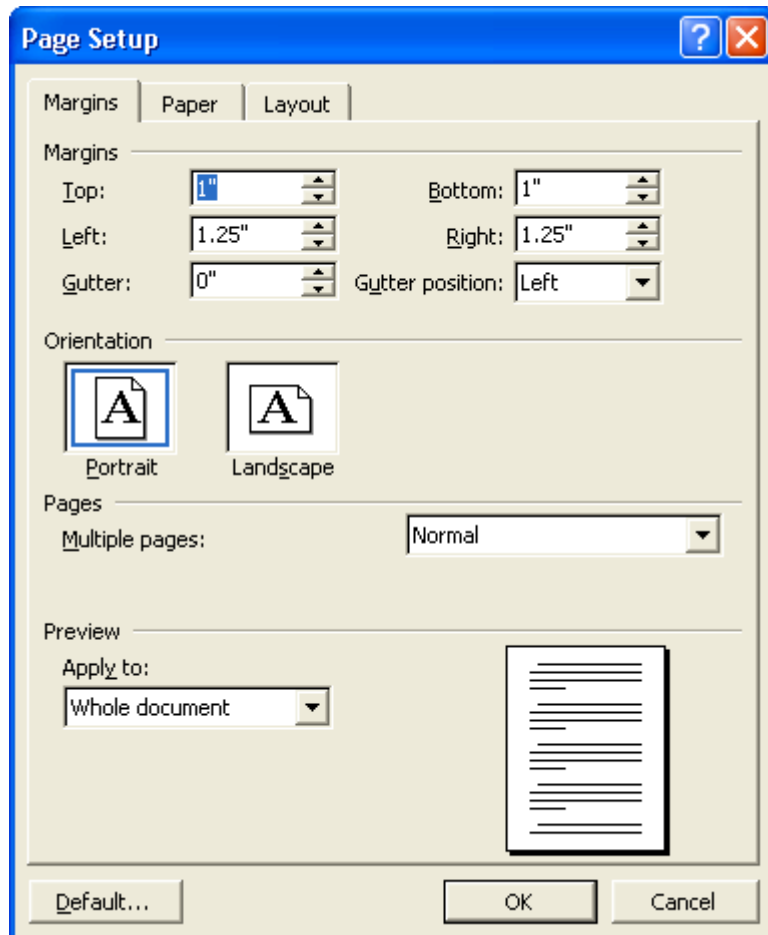 Page Setup
Margins Paper Layout
Margins
Top: 1" Bottom: 1"
Left: 1.25" Right: 1.25"
Gutter: 0" Gutter position: Left
Orientation
A A
Portrait Landscape
Pages
Multiple pages: Normal
Preview
Apply to:
Whole document
Default... OK Cancel